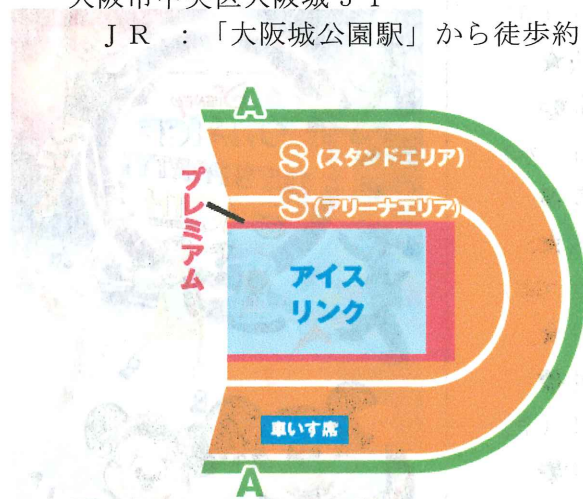 大阪市中央区大阪城3-1
ＪＲ ：「大阪城公園駅」から徒歩約
A
S (スタンドエリア)
S (アリーナエリア)
プレミアム
アイス
リンク
車いす席
A